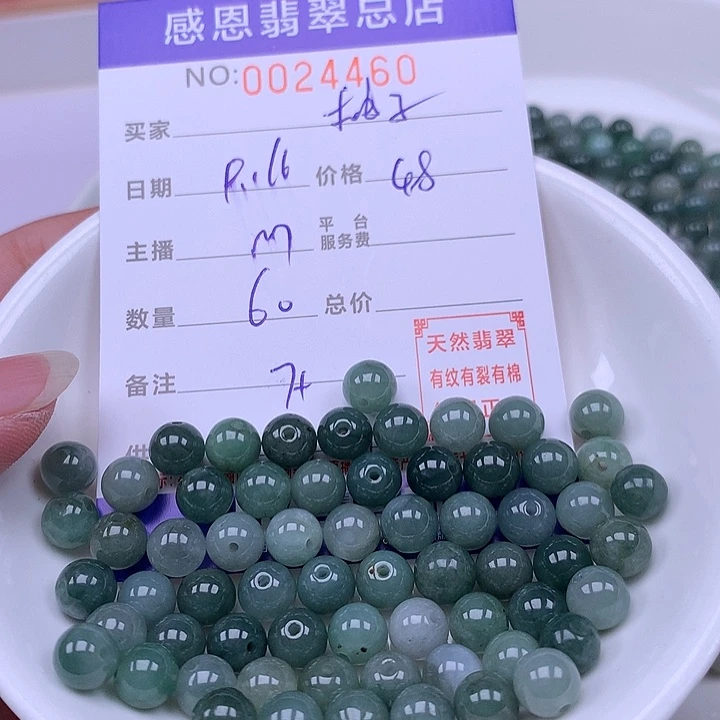 感恩翡翠总店
NO:0024460
买家
日期 价格 68
主播 m 平台服务费
数量 60 总价
备注 7+
天然翡翠
有纹有裂有棉
供